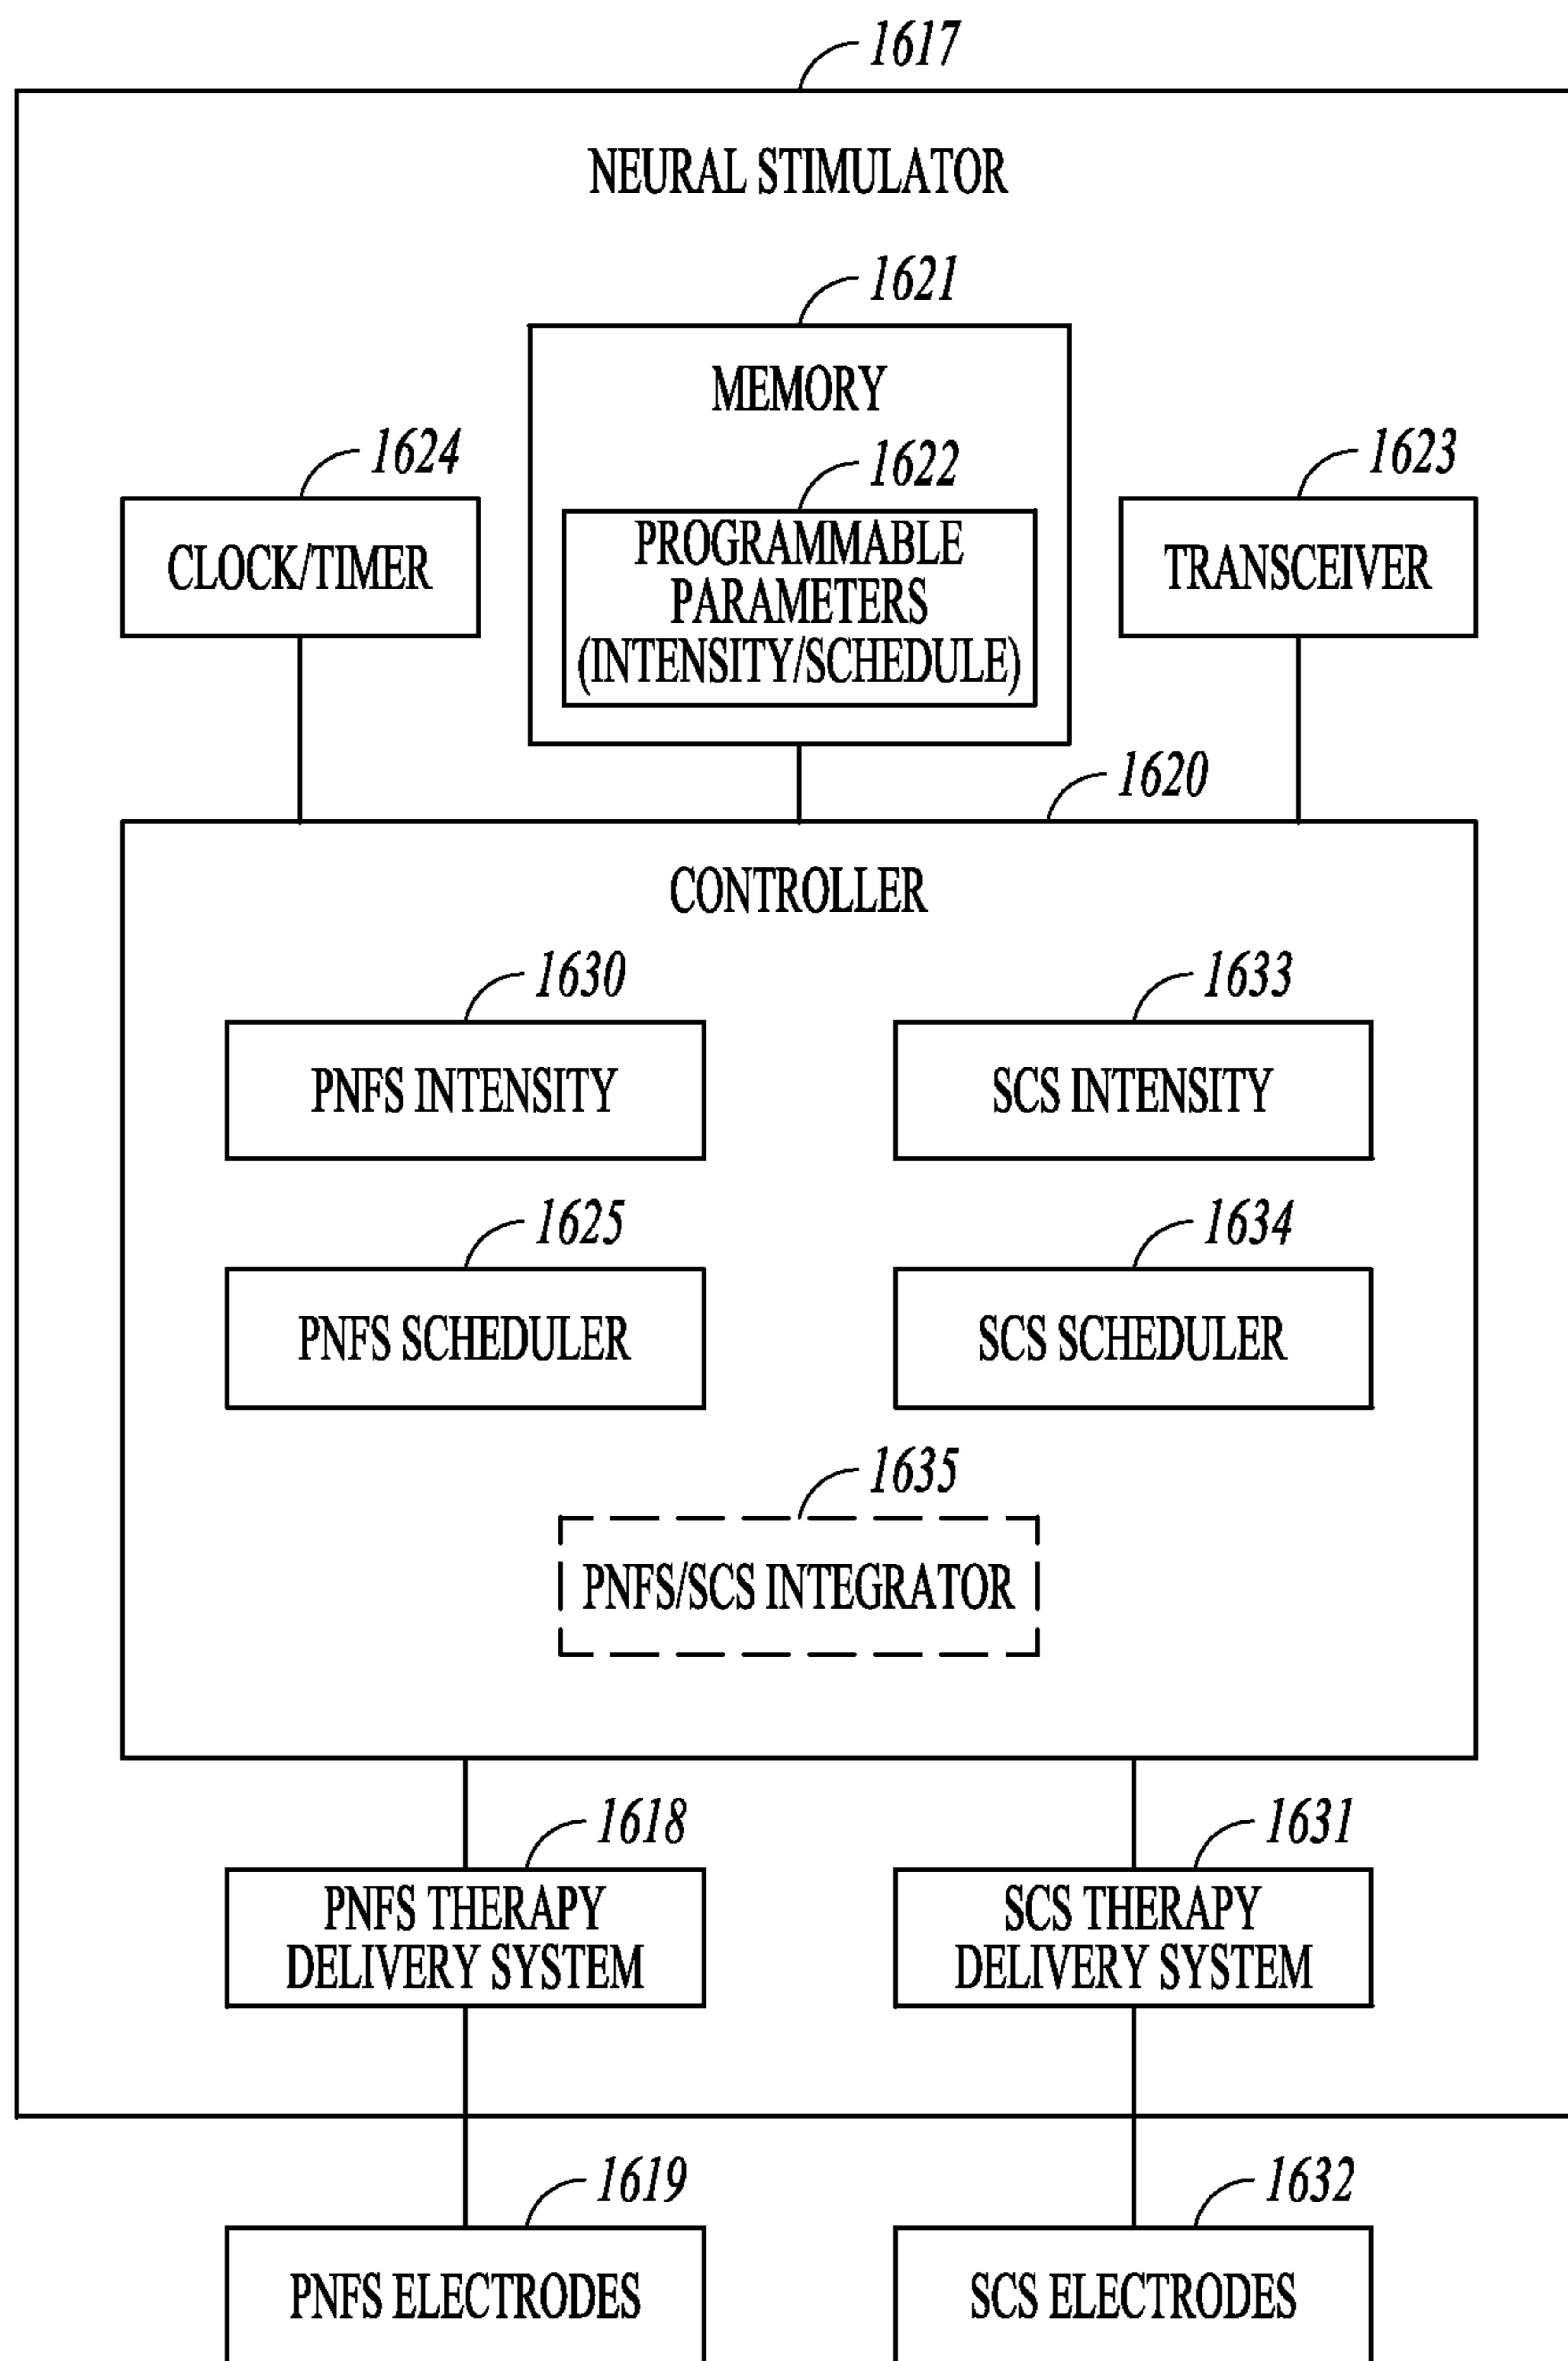 1617
NEURAL STIMULATOR
1621
MEMORY
1624
1622
1623
CLOCK/TIMER
PROGRAMMABLE
PARAMETERS
(INTENSITY/SCHEDULE)
TRANSCEIVER
1620
CONTROLLER
1630
1633
PNFS INTENSITY
SCS INTENSITY
1625
1634
PNFS SCHEDULER
SCS SCHEDULER
1635
PNFS/SCS INTEGRATOR
1618
1631
PNFS THERAPY
DELIVERY SYSTEM
SCS THERAPY
DELIVERY SYSTEM
1619
1632
PNFS ELECTRODES
SCS ELECTRODES